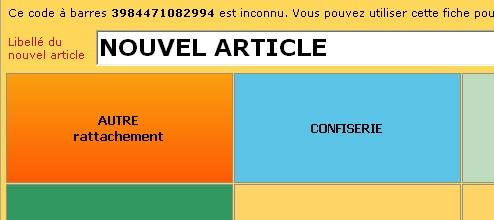 Ce code à barres 3984471082994 est inconnu. Vous pouvez utiliser cette fiche pou
Libellé du
nouvel article
NOUVEL ARTICLE
AUTRE
rattachement
CONFISERIE